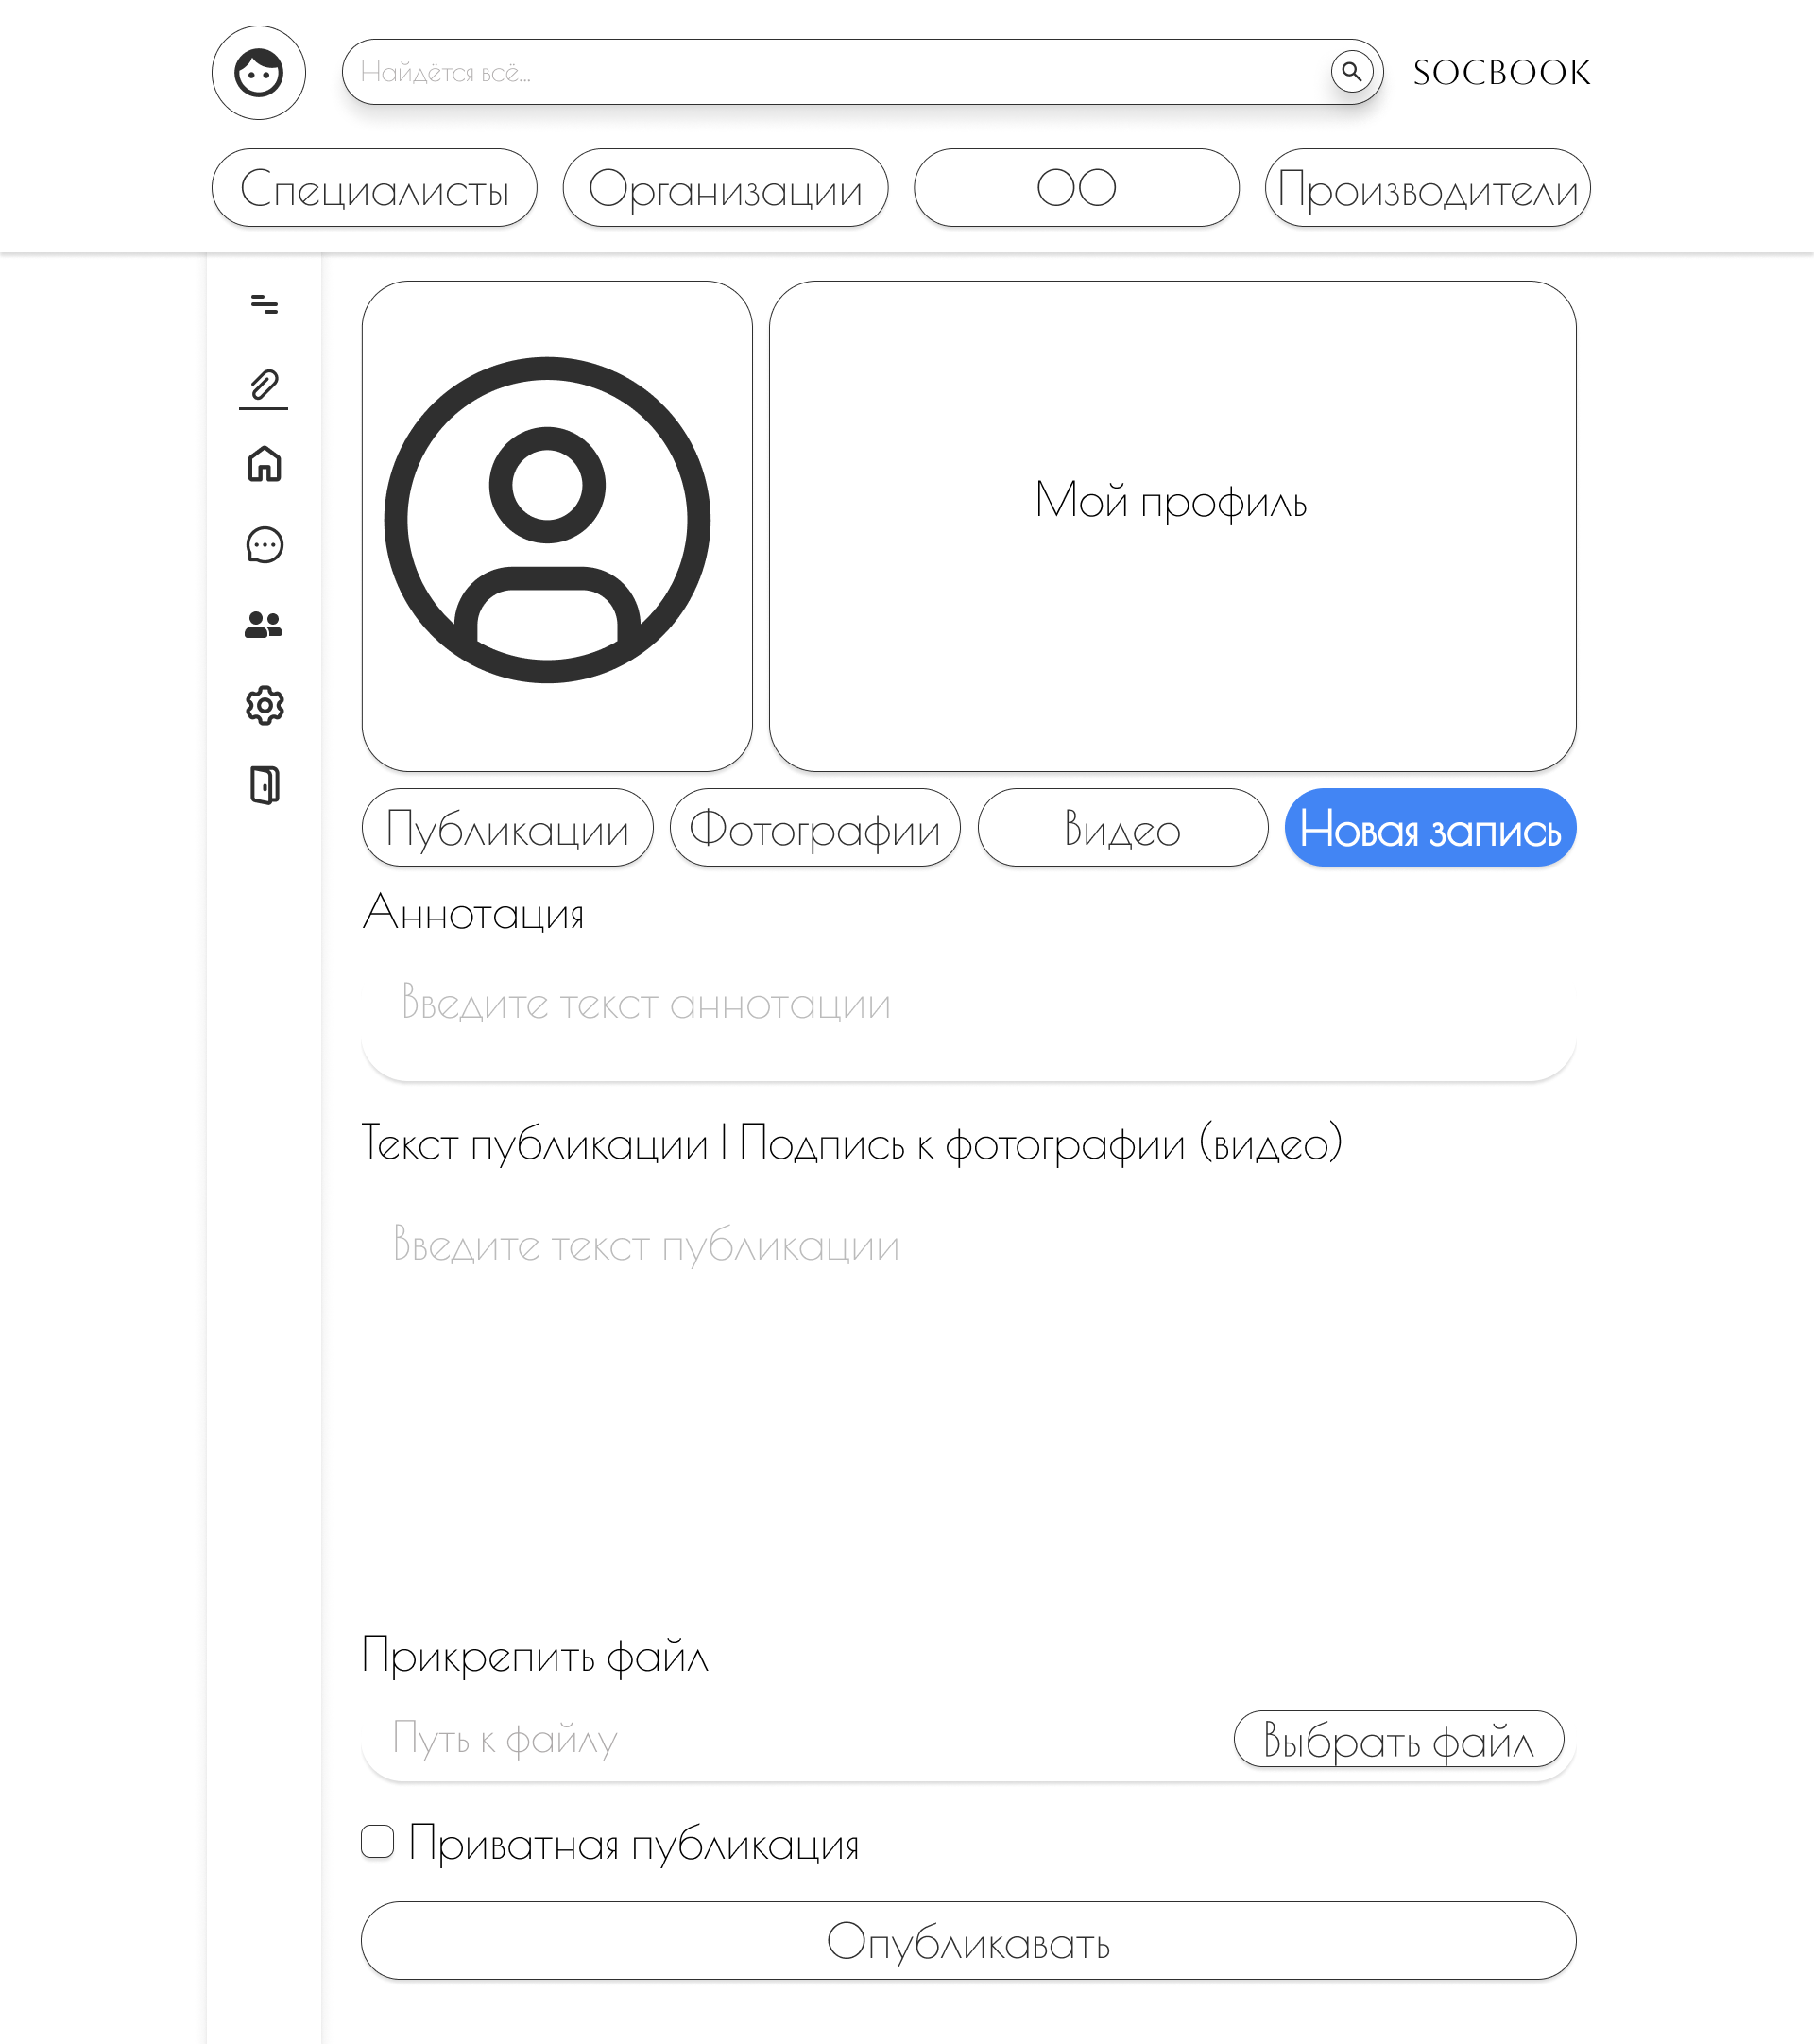 Найдётся всё...
SOCBOOK
Специалисты
Организации
ОО
Производители
Мой профиль
Публикации
Фотографии
Видео
Новая запись
Аннотация
Введите текст аннотации
Текст публикации | Подпись к фотографии (видео)
Введите текст публикации
Прикрепить файл
Путь к файлу
Выбрать файл
Приватная публикация
Опубликавать